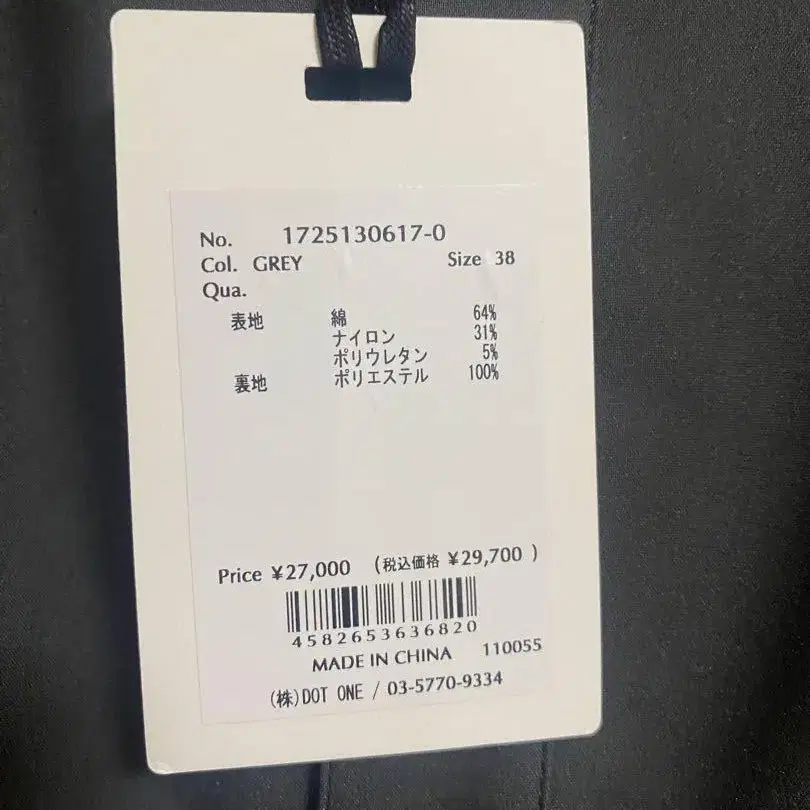 No. 1725130617-0
Col. GREY Size 38
Qua.
表地 綿 64%
ナイロン 31%
ポリウレタン 5%
裏地 ポリエステル 100%
Price ¥27,000 (税込価格 ¥29,700 )
4582653636820
MADE IN CHINA 110055
(株)DOT ONE / 03-5770-9334